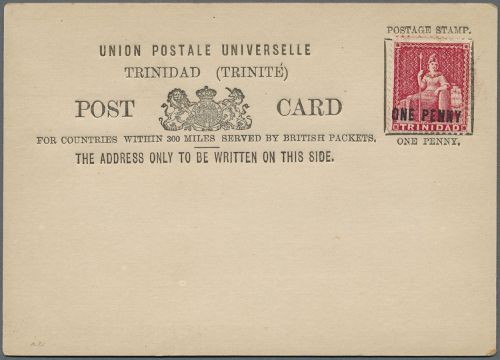 POSTAGE STAMP.
UNION POSTALE UNIVERSELLE
TRINIDAD (TRINITÉ)
POST CARD
ONE PENNY
TRINIDAD
FOR COUNTRIES WITHIN 300 MILES SERVED BY BRITISH PACKETS,
ONE PENNY,
THE ADDRESS ONLY TO BE WRITTEN ON THIS SIDE.